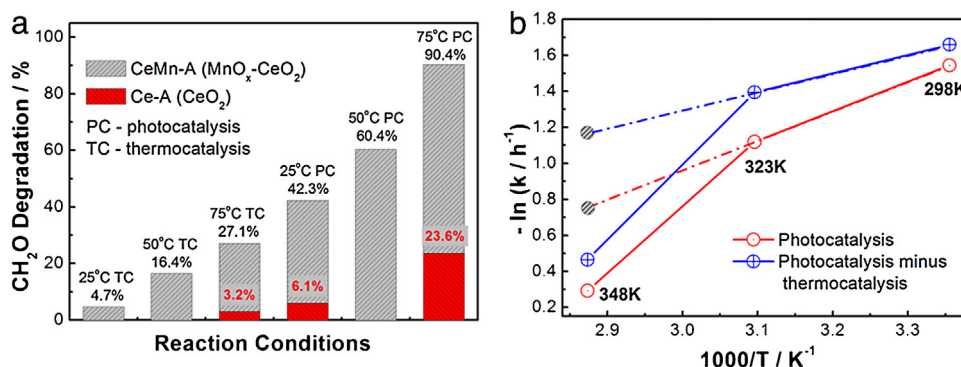 a
CH₂O Degradation / %
100
80
60
40
20
0
CeMn-A (MnOₓ-CeO₂)
Ce-A (CeO₂)
PC - photocatalysis
TC - thermocatalysis
25°C TC
4.7%
50°C TC
16.4%
75°C TC
27.1%
3.2%
25°C PC
42.3%
6.1%
50°C PC
60.4%
75°C PC
90.4%
23.6%
Reaction Conditions
b
- ln (k / h⁻¹)
1.8
1.6
1.4
1.2
1.0
0.8
0.6
0.4
0.2
298K
323K
348K
Photocatalysis
Photocatalysis minus
thermocatalysis
2.9 3.0 3.1 3.2 3.3
1000/T / K⁻¹